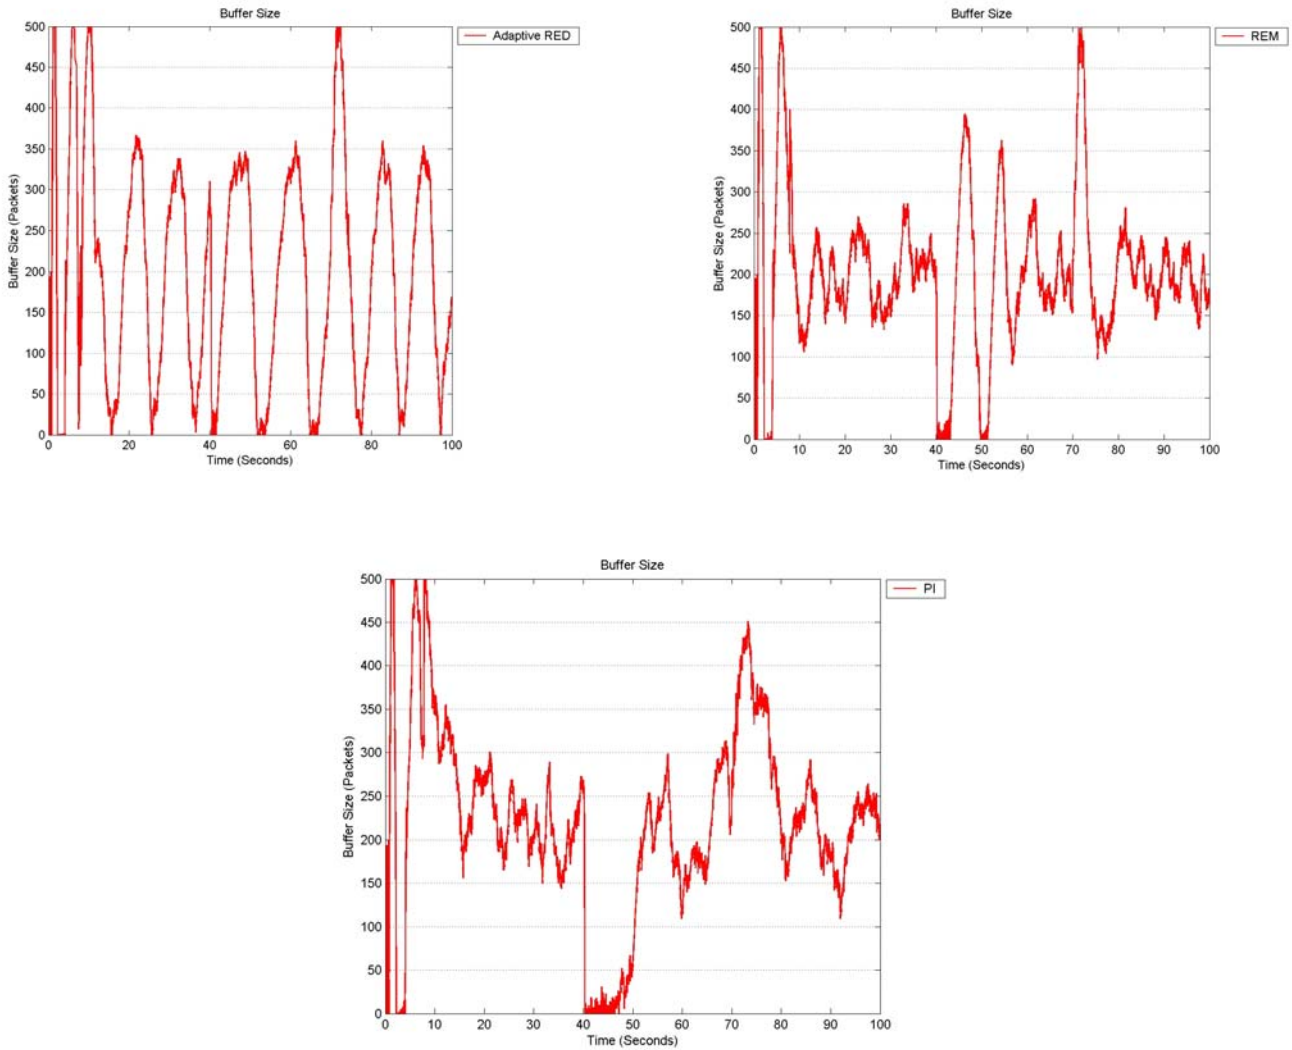 Buffer Size
Adaptive RED
500
450
400
350
300
250
200
150
100
50
0
Buffer Size (Packets)
0 20 40 60 80 100
Time (Seconds)
Buffer Size
REM
500
450
400
350
300
250
200
150
100
50
0
Buffer Size (Packets)
0 10 20 30 40 50 60 70 80 90 100
Time (Seconds)
Buffer Size
PI
500
450
400
350
300
250
200
150
100
50
0
Buffer Size (Packets)
0 10 20 30 40 50 60 70 80 90 100
Time (Seconds)